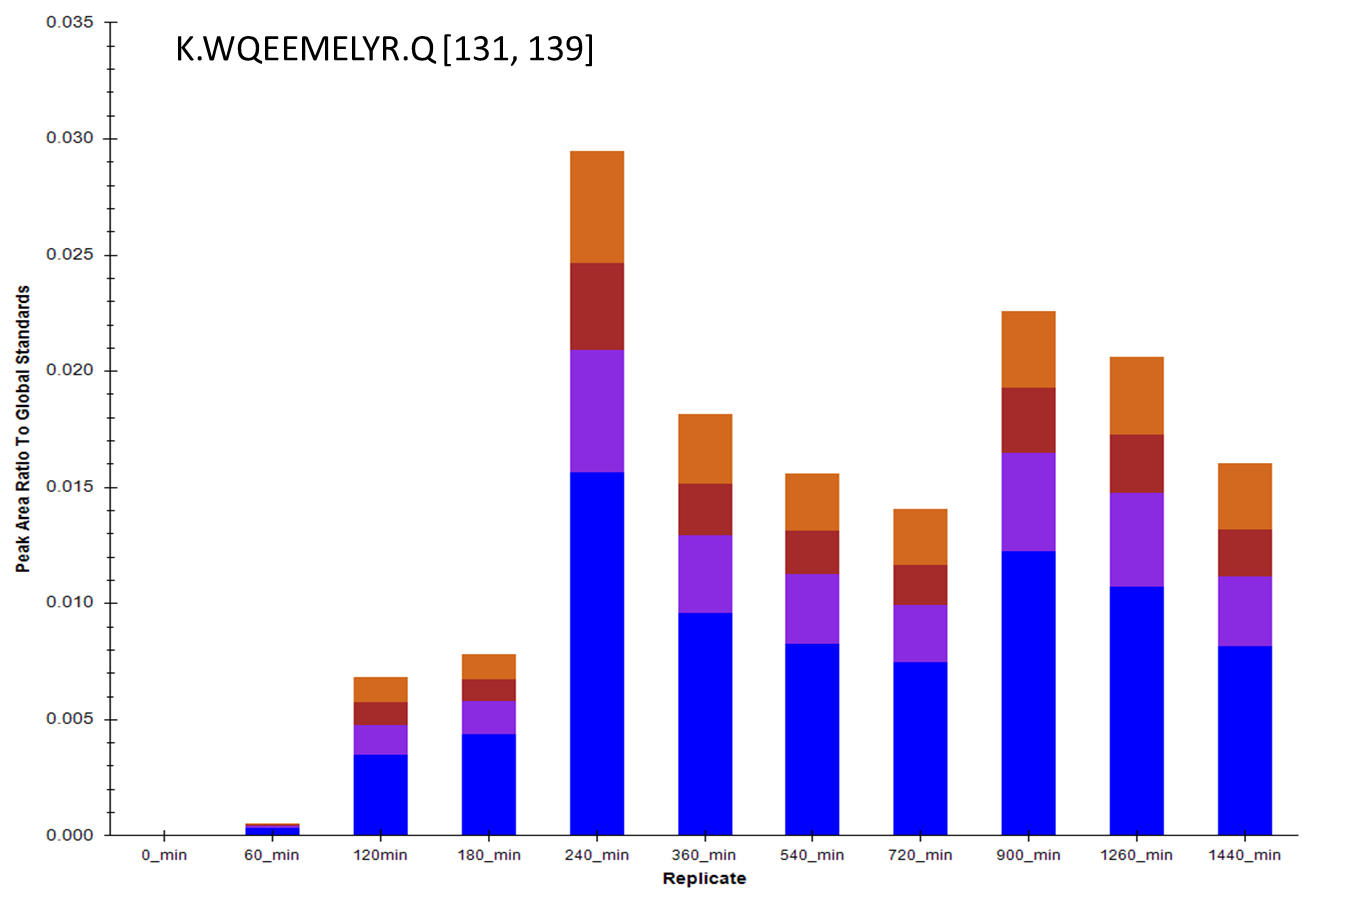 K.WQEEMELYR.Q [131, 139]
0.035
0.030
0.025
0.020
0.015
0.010
0.005
0.000
Peak Area Ratio To Global Standards
0_min 60_min 120min 180_min 240_min 360_min 540_min 720_min 900_min 1260_min 1440_min
Replicate